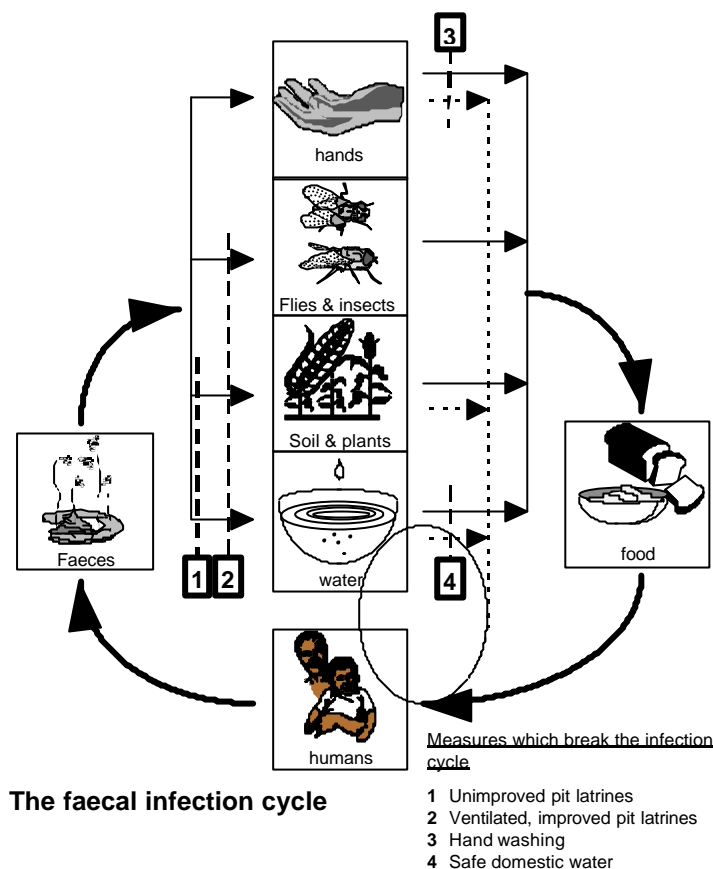 3
hands
Flies & insects
Soil & plants
Faeces
1 2
water
4
food
humans
Measures which break the infection
cycle
The faecal infection cycle
1 Unimproved pit latrines
2 Ventilated, improved pit latrines
3 Hand washing
4 Safe domestic water